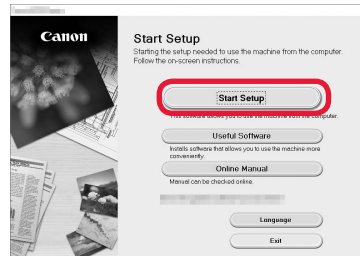 Canon
Start Setup
Starting the setup needed to use the machine from the computer.
Follow the on-screen instructions.
Start Setup
This software allows you to use the machine from the computer.
Useful Software
Installs software that allows you to use the machine more
conveniently.
Online Manual
Manual can be checked online.
Language
Exit